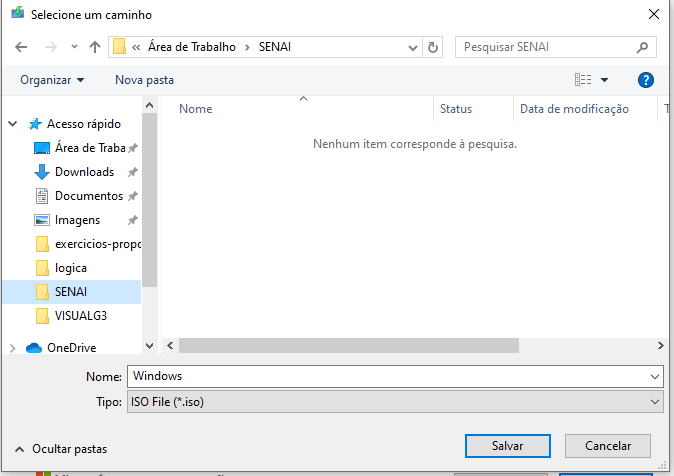 Selecione um caminho
« Área de Trabalho > SENAI
Pesquisar SENAI
Organizar
Nova pasta
?
Nome
Status
Data de modificação
T
Nenhum item corresponde à pesquisa.
Acesso rápido
Área de Traba
Downloads
Documentos
Imagens
exercicios-propo
logica
SENAI
VISUALG3
OneDrive
Nome:
Windows
Tipo:
ISO File (*.iso)
Ocultar pastas
Salvar
Cancelar